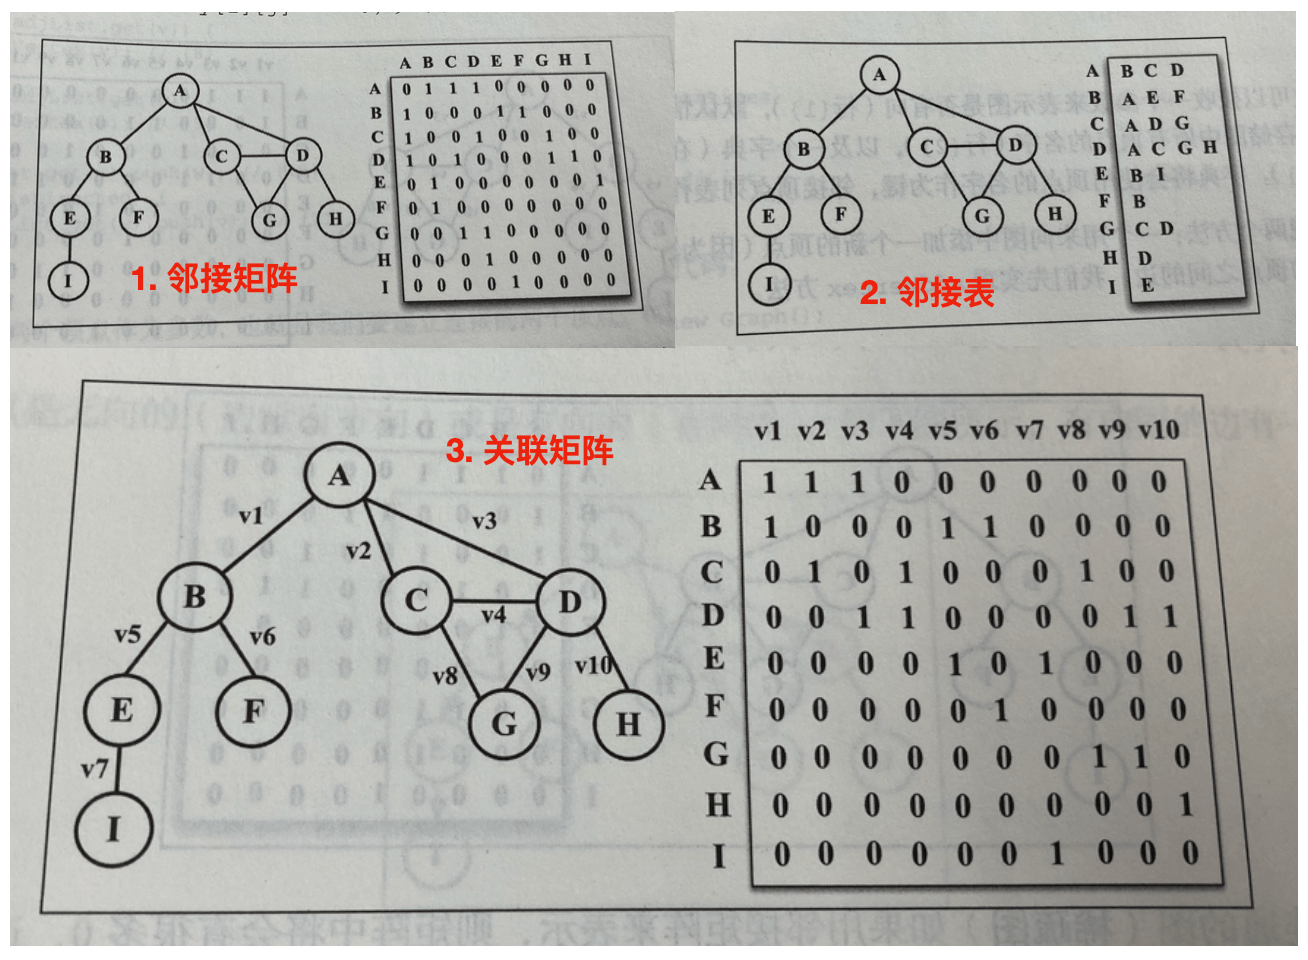 A
B
C
D
E
F
G
H
I
1. 邻接矩阵
A B C D E F G H I
A 0 1 1 1 0 0 0 0 0
B 1 0 0 0 1 1 0 0 0
C 1 0 0 1 0 0 1 0 0
D 1 0 1 0 0 0 1 1 0
E 0 1 0 0 0 0 0 0 1
F 0 1 0 0 0 0 0 0 0
G 0 0 1 1 0 0 0 0 0
H 0 0 0 1 0 0 0 0 0
I 0 0 0 0 1 0 0 0 0
A
B
C
D
E
F
G
H
I
2. 邻接表
A B C D
B A E F
C A D G
D A C G H
E B I
F B
G C D
H D
I E
3. 关联矩阵
A
v1
v2
v3
B
C
v4
D
v5
v6
v8
v9
v10
E
F
G
H
v7
I
v1 v2 v3 v4 v5 v6 v7 v8 v9 v10
A 1 1 1 0 0 0 0 0 0 0
B 1 0 0 0 1 1 0 0 0 0
C 0 1 0 1 0 0 0 1 0 0
D 0 0 1 1 0 0 0 0 1 1
E 0 0 0 0 1 0 1 0 0 0
F 0 0 0 0 0 1 0 0 0 0
G 0 0 0 0 0 0 0 1 1 0
H 0 0 0 0 0 0 0 0 0 1
I 0 0 0 0 0 0 1 0 0 0